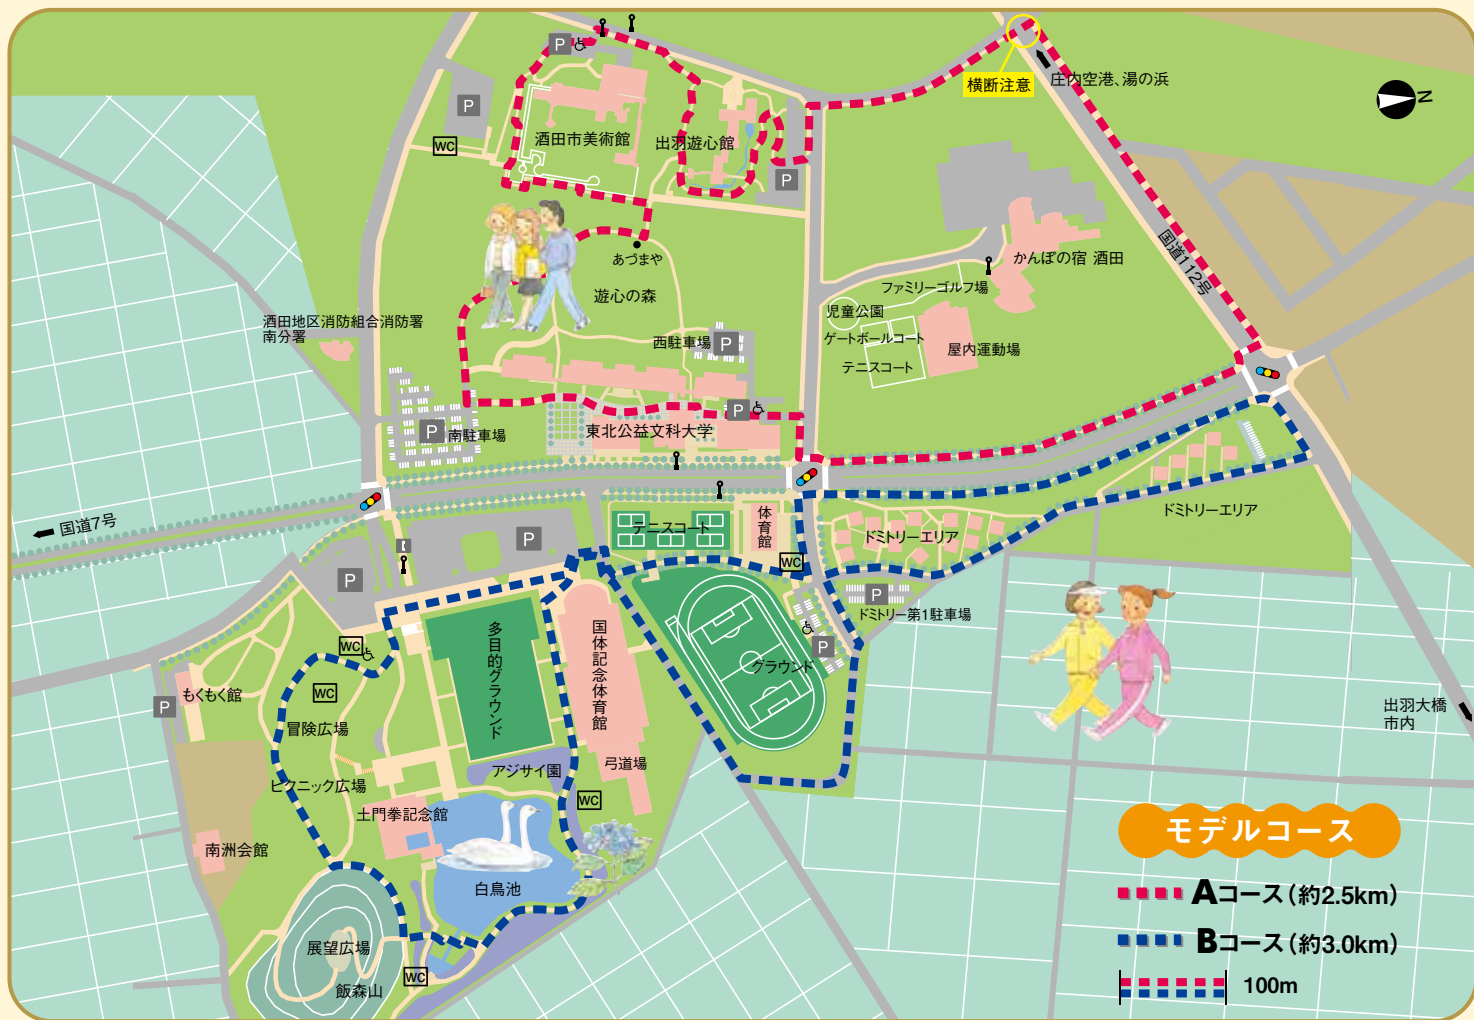 P
横断注意
庄内空港、湯の浜
N
P
WC
酒田市美術館
出羽遊心館
P
国道112号
あづまや
かんぽの宿 酒田
遊心の森
ファミリーゴルフ場
児童公園
酒田地区消防組合消防署
南分署
西駐車場
P
ゲートボールコート
屋内運動場
テニスコート
P
P
南駐車場
東北公益文科大学
国道7号
テニスコート
体育館
ドミトリーエリア
ドミトリーエリア
P
P
WC
P
ドミトリー第1駐車場
WC
多目的グラウンド
国体記念体育館
P
グラウンド
WC
もくもく館
P
冒険広場
出羽大橋
市内
ピクニック広場
アジサイ園
弓道場
WC
土門拳記念館
南洲会館
白鳥池
展望広場
飯森山
WC
モデルコース
Aコース(約2.5km)
Bコース(約3.0km)
100m